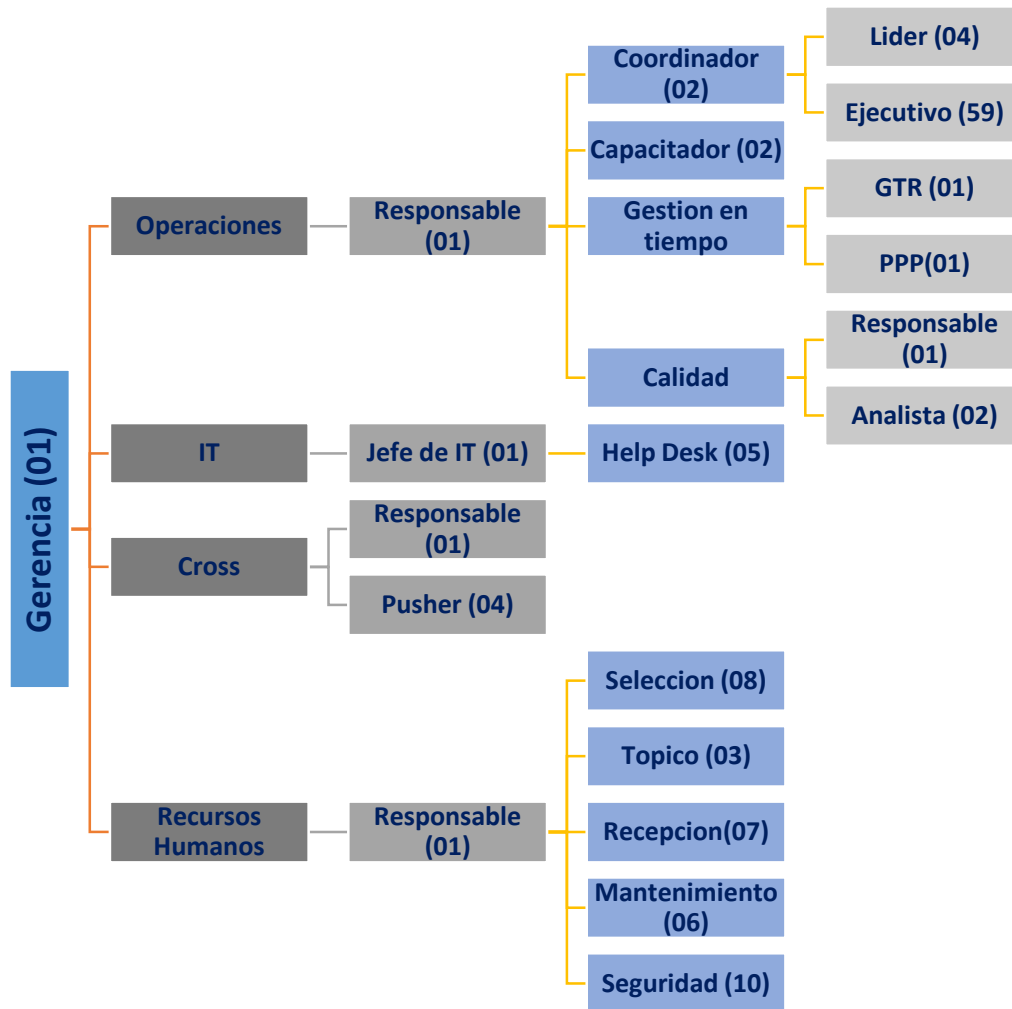 Gerencia (01)
Operaciones
Responsable
(01)
Coordinador
(02)
Lider (04)
Ejecutivo (59)
Capacitador (02)
Gestion en
tiempo
GTR (01)
PPP(01)
Calidad
Responsable
(01)
Analista (02)
IT
Jefe de IT (01)
Help Desk (05)
Cross
Responsable
(01)
Pusher (04)
Recursos
Humanos
Responsable
(01)
Seleccion (08)
Topico (03)
Recepcion(07)
Mantenimiento
(06)
Seguridad (10)